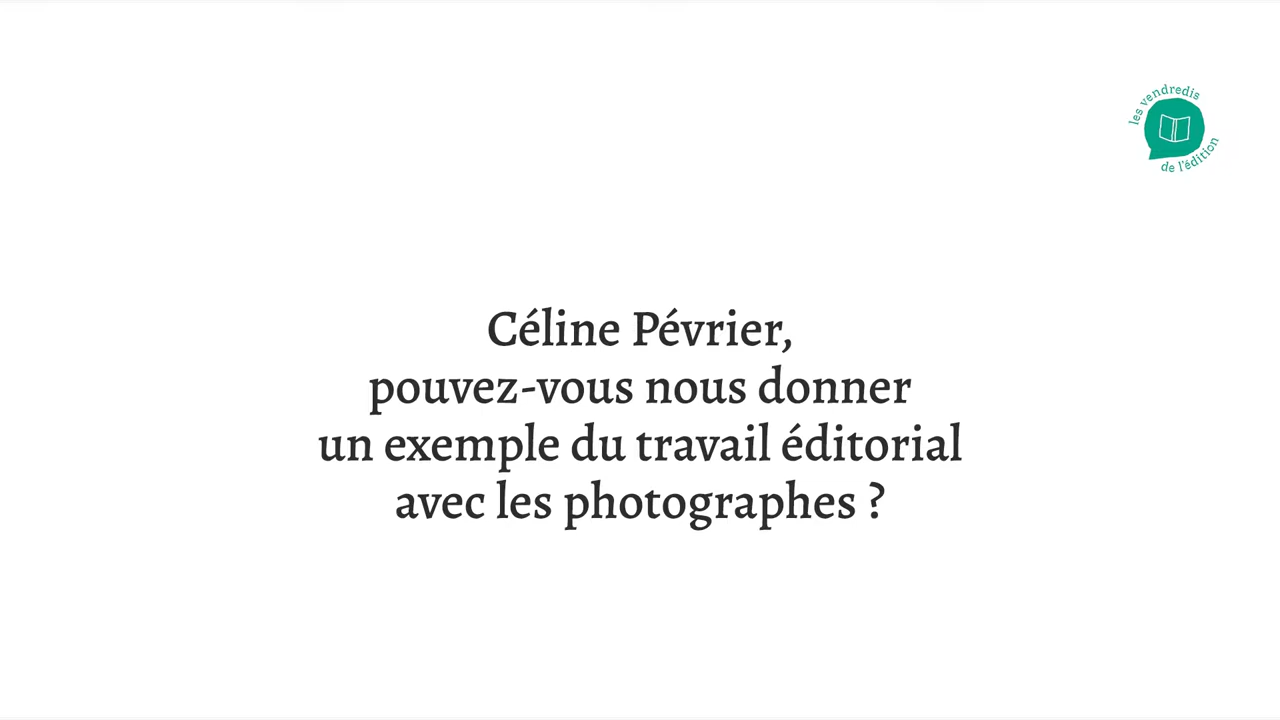 les vendredis
de l'édition
Céline Pévrier,
pouvez-vous nous donner
un exemple du travail éditorial
avec les photographes ?